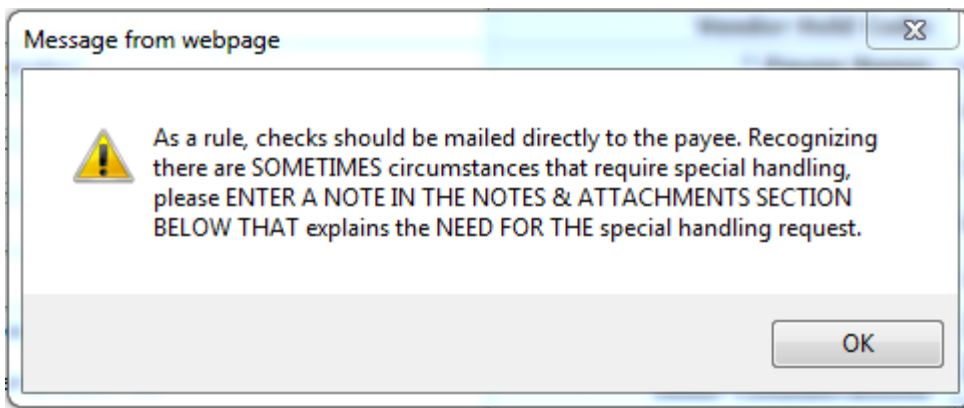 Message from webpage
As a rule, checks should be mailed directly to the payee. Recognizing
there are SOMETIMES circumstances that require special handling,
please ENTER A NOTE IN THE NOTES & ATTACHMENTS SECTION
BELOW THAT explains the NEED FOR THE special handling request.
OK